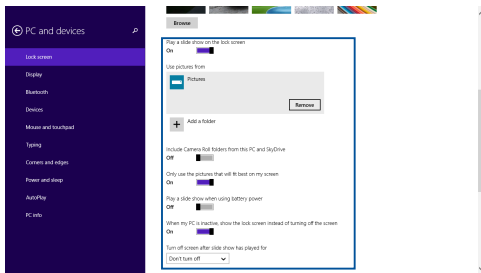 PC and devices
Lock screen
Display
Bluetooth
Devices
Mouse and touchpad
Typing
Corners and edges
Power and sleep
AutoPlay
PC info
Browse
Play a slide show on the lock screen
On
Use pictures from
Pictures
Remove
Add a folder
Include Camera Roll folders from this PC and SkyDrive
Off
Only use the pictures that will fit best on my screen
On
Play a slide show when using battery power
Off
When my PC is inactive, show the lock screen instead of turning off the screen
On
Turn off screen after slide show has played for
Don't turn off